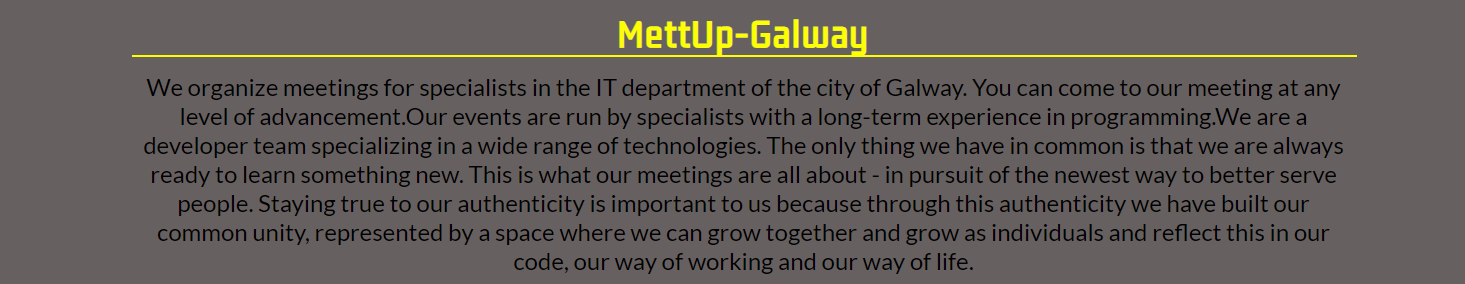 MettUp-Galway
We organize meetings for specialists in the IT department of the city of Galway. You can come to our meeting at any
level of advancement.Our events are run by specialists with a long-term experience in programming.We are a
developer team specializing in a wide range of technologies. The only thing we have in common is that we are always
ready to learn something new. This is what our meetings are all about - in pursuit of the newest way to better serve
people. Staying true to our authenticity is important to us because through this authenticity we have built our
common unity, represented by a space where we can grow together and grow as individuals and reflect this in our
code, our way of working and our way of life.